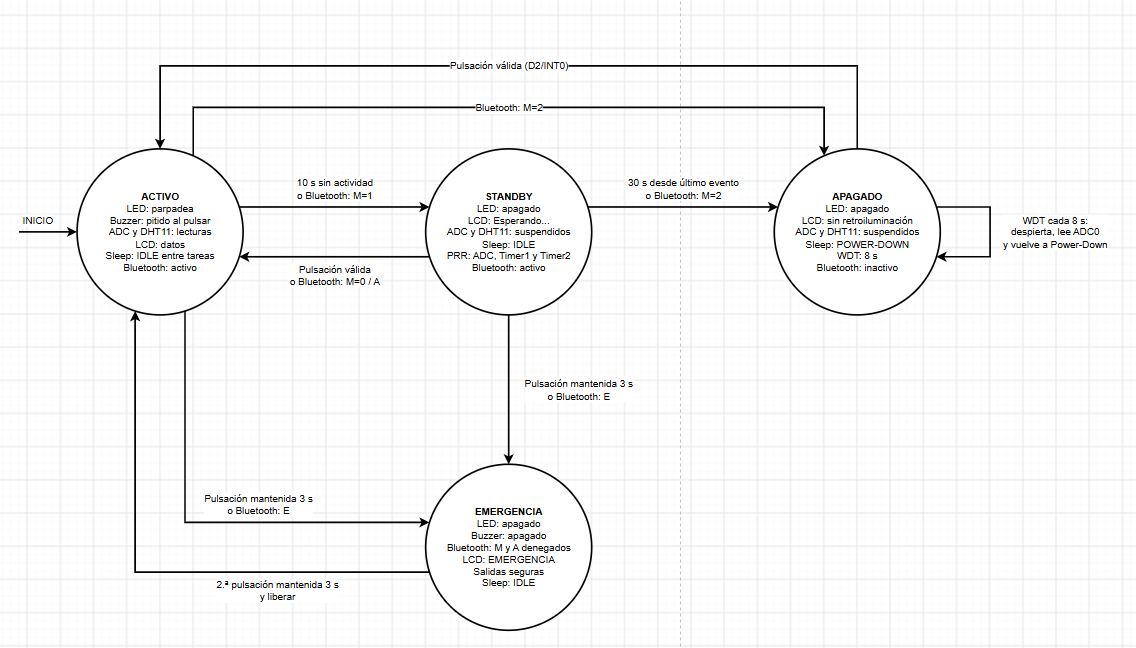 Pulsación válida (D2/INT0)
Bluetooth: M=2
INICIO
ACTIVO
LED: parpadea
Buzzer: pitido al pulsar
ADC y DHT11: lecturas
LCD: datos
Sleep: IDLE entre tareas
Bluetooth: activo
10 s sin actividad
o Bluetooth: M=1
Pulsación válida
o Bluetooth: M=0 / A
STANDBY
LED: apagado
LCD: Esperando...
ADC y DHT11: suspendidos
Sleep: IDLE
PRR: ADC, Timer1 y Timer2
Bluetooth: activo
30 s desde último evento
o Bluetooth: M=2
APAGADO
LED: apagado
LCD: sin retroiluminación
ADC y DHT11: suspendidos
Sleep: POWER-DOWN
WDT: 8 s
Bluetooth: inactivo
WDT cada 8 s:
despierta, lee ADC0
y vuelve a Power-Down
Pulsación mantenida 3 s
o Bluetooth: E
Pulsación mantenida 3 s
o Bluetooth: E
EMERGENCIA
LED: apagado
Buzzer: apagado
Bluetooth: M y A denegados
LCD: EMERGENCIA
Salidas seguras
Sleep: IDLE
2.ª pulsación mantenida 3 s
y liberar